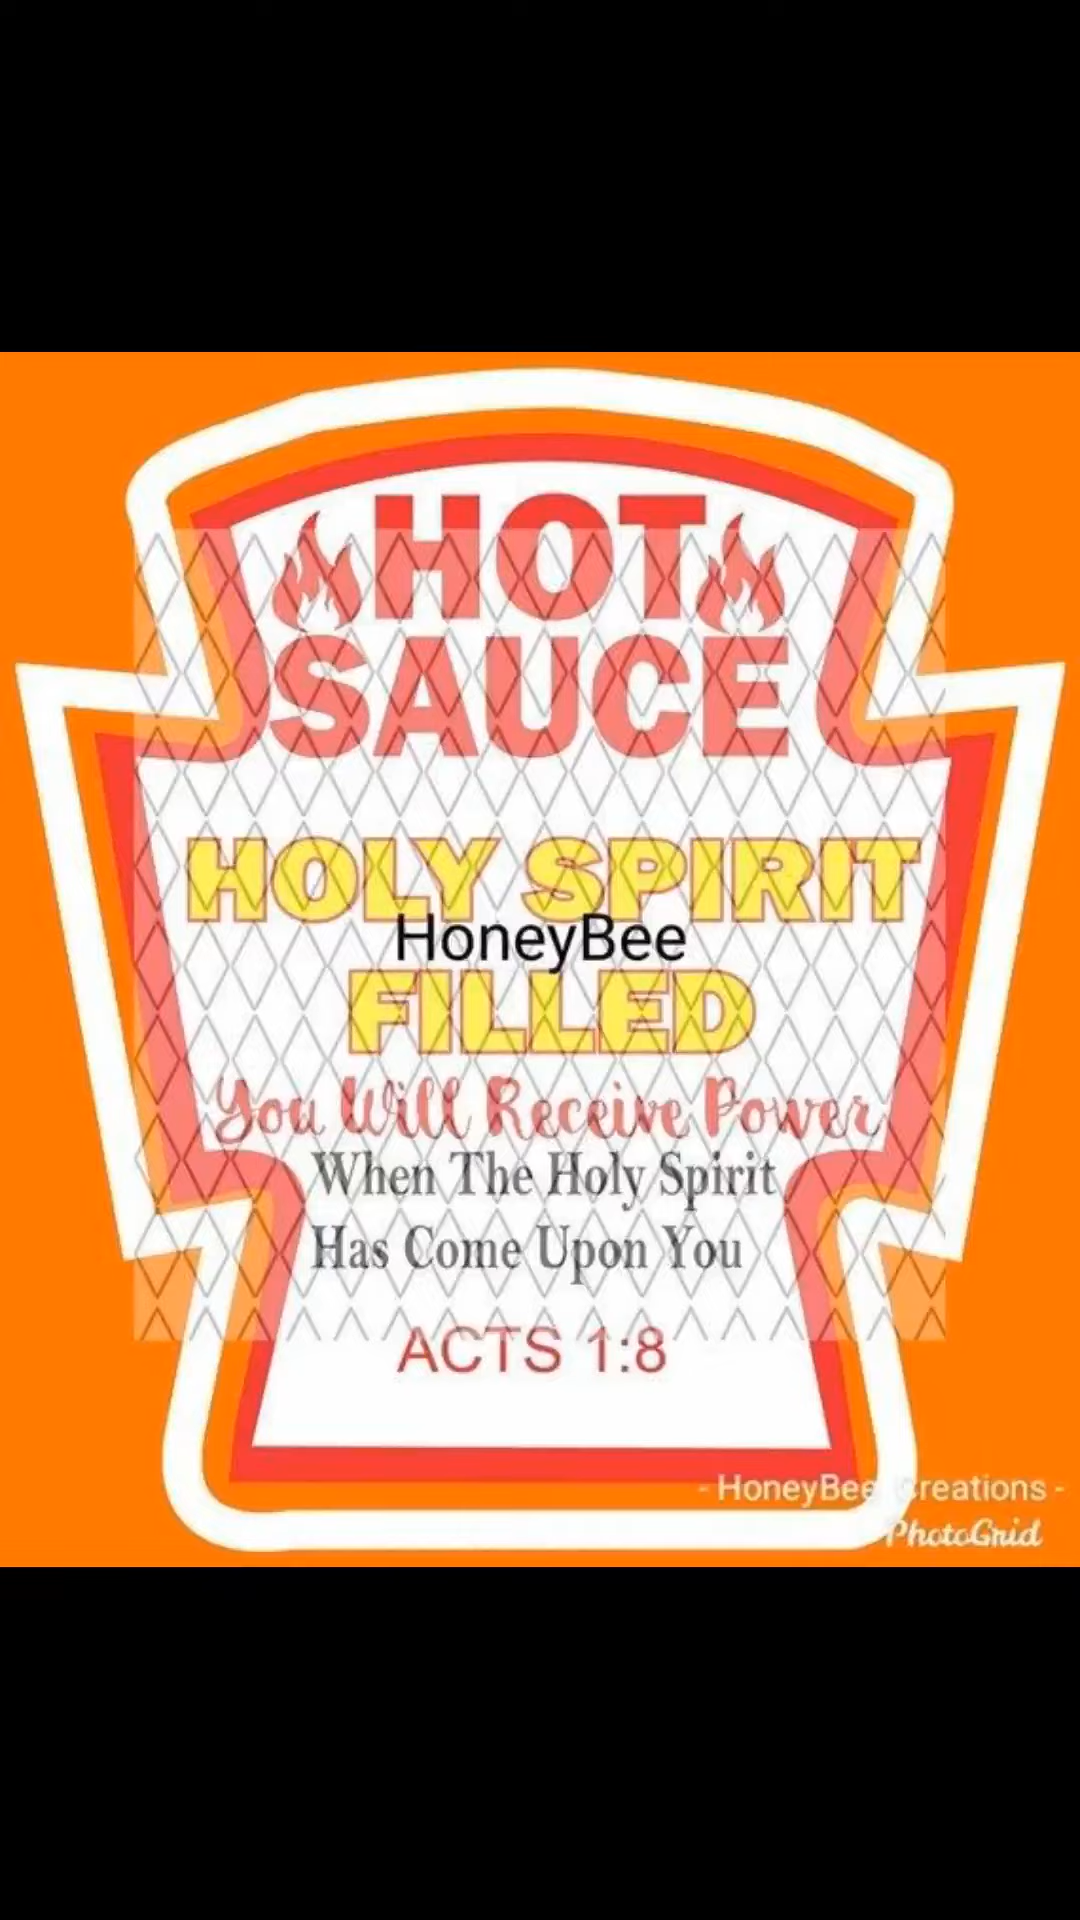 HOT
SAUCE
HOLY SPIRIT
HoneyBee
FILLED
You Will Receive Power
When The Holy Spirit
Has Come Upon You
ACTS 1:8
- HoneyBee Creations -
PhotoGrid